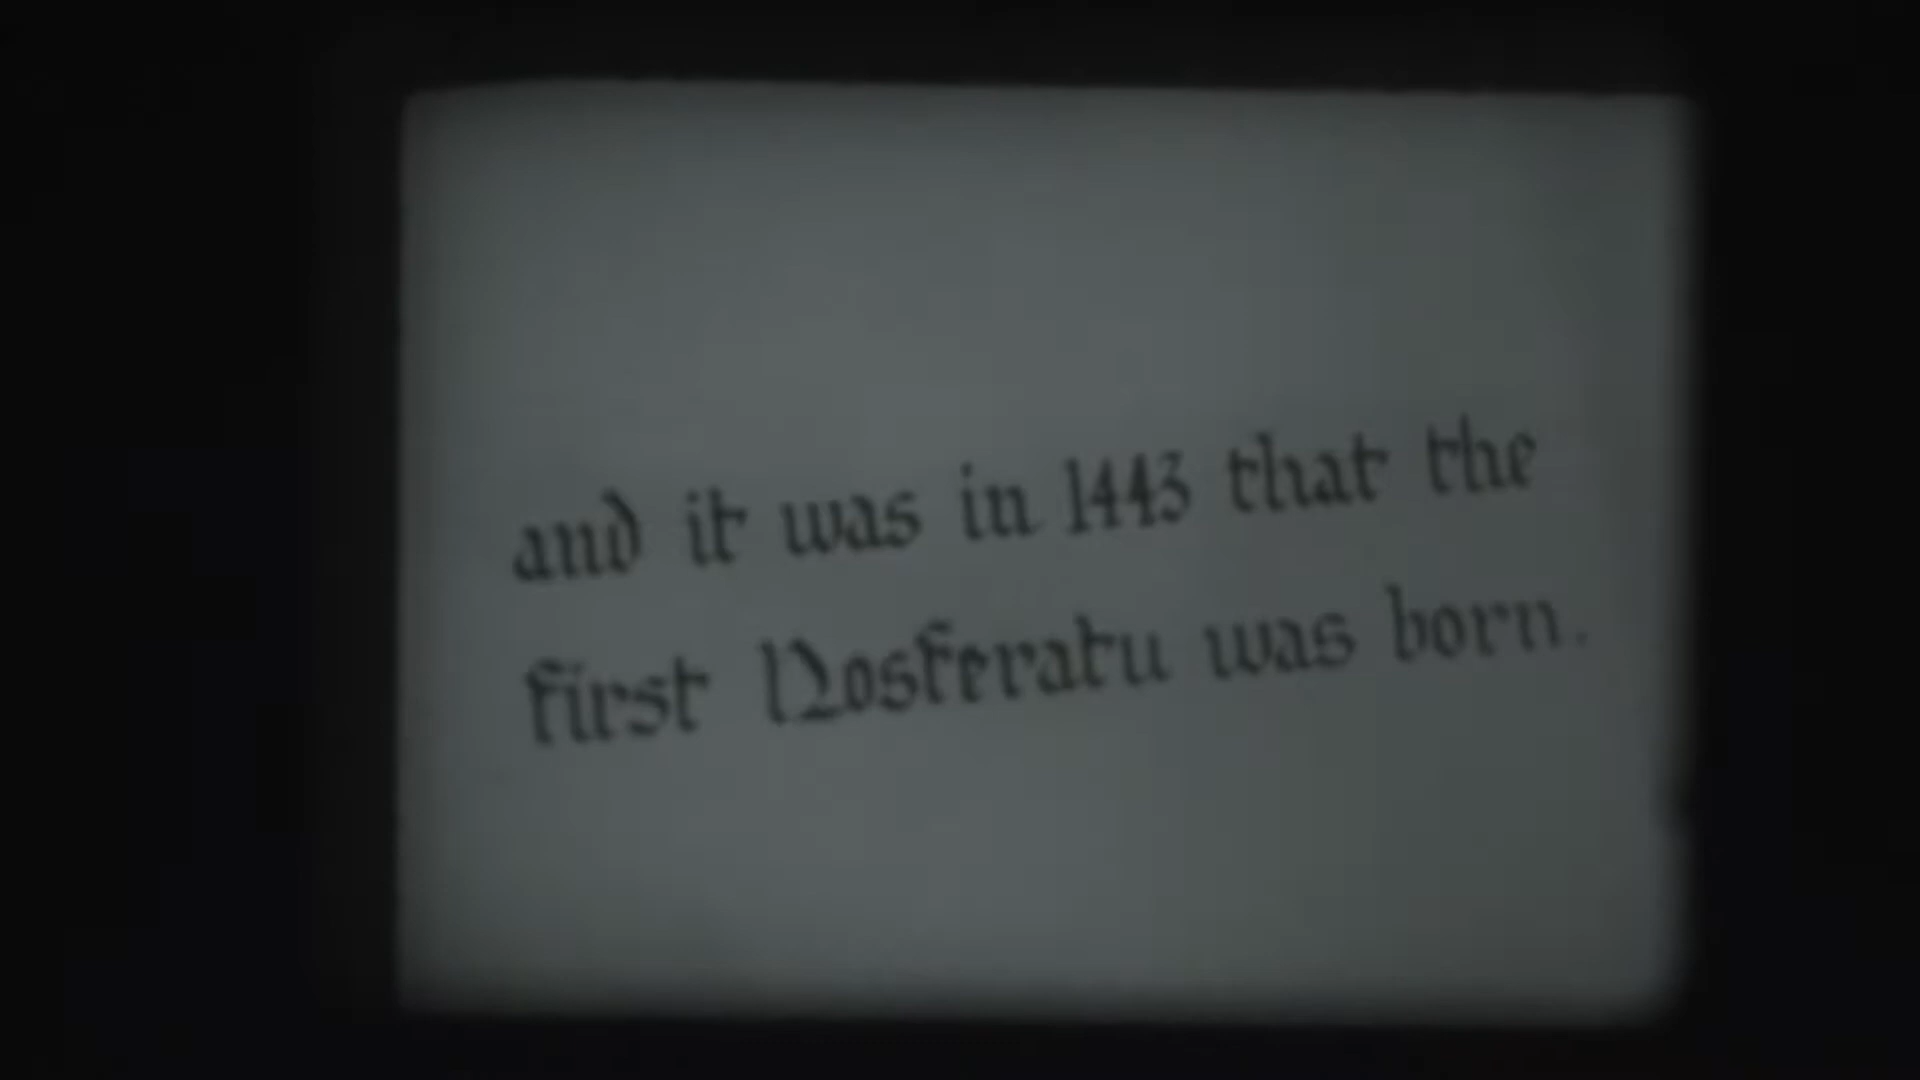 and it was in 1443 that the
first Nosferatu was born.